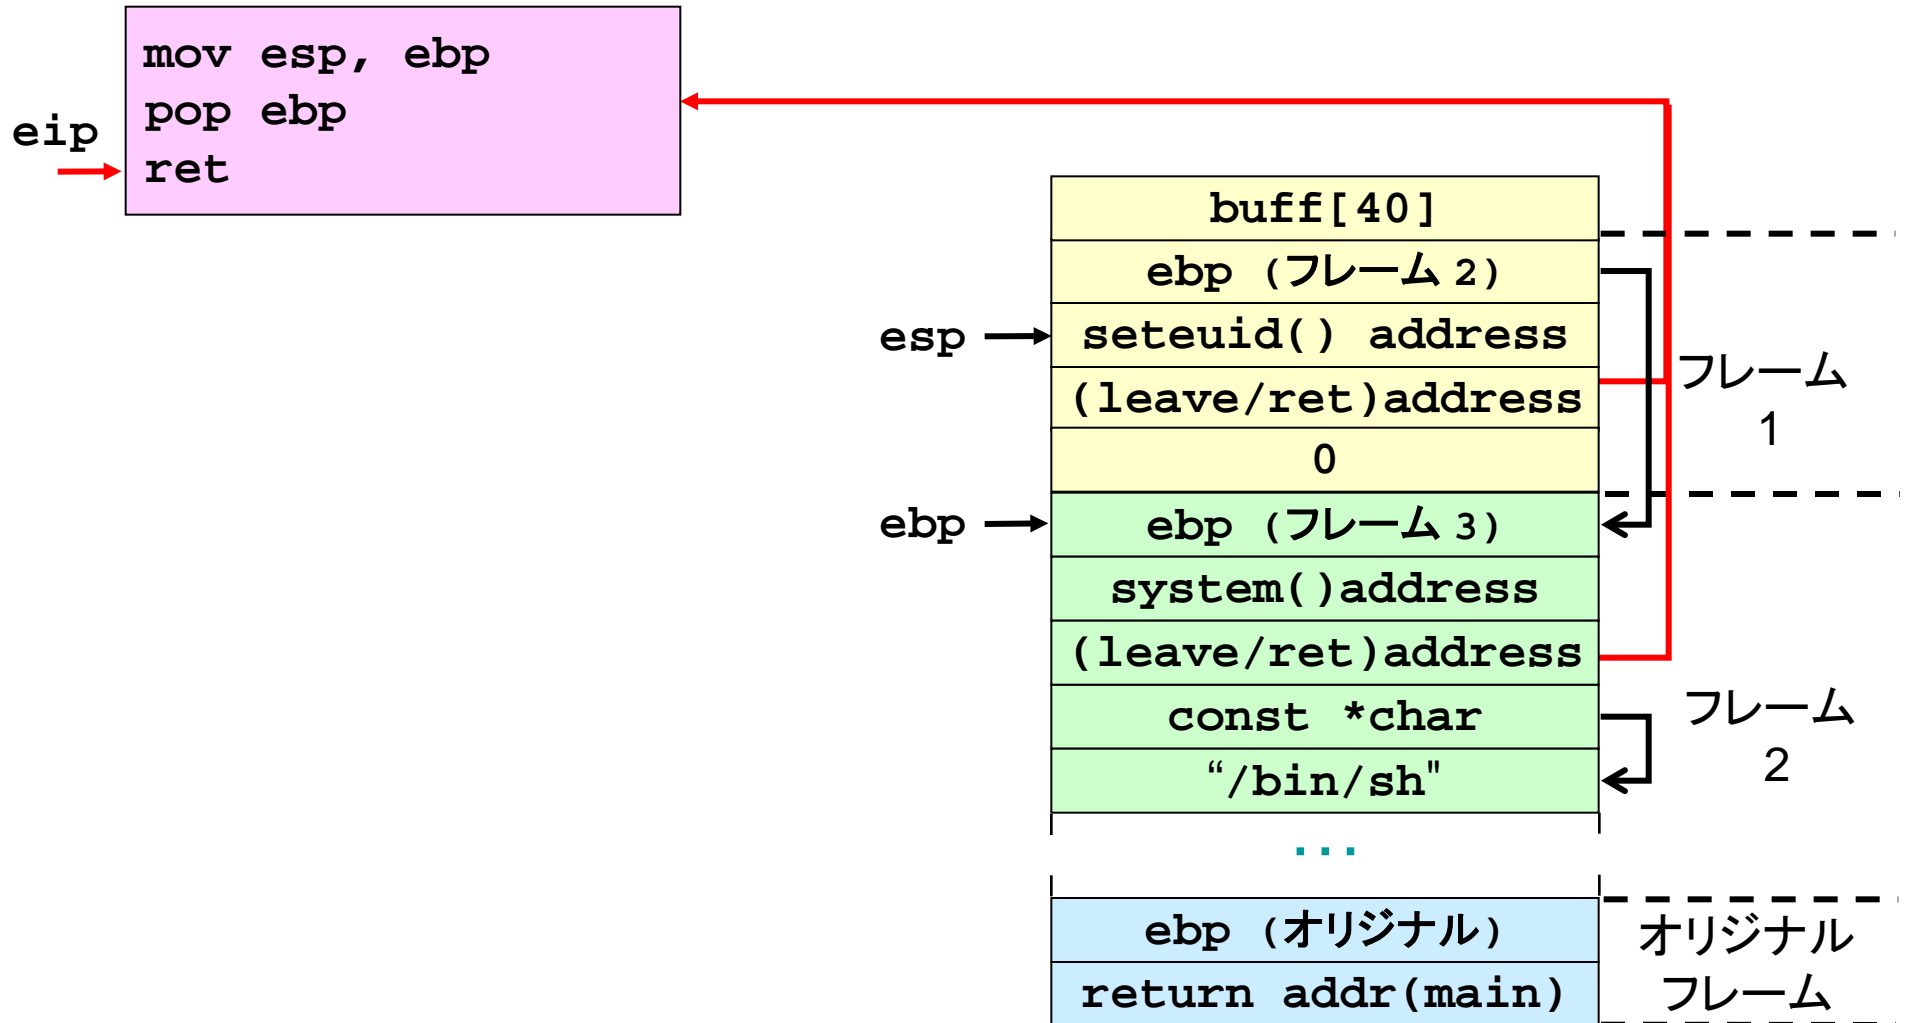 mov esp, ebp
pop ebp
ret
eip
buff[40]
ebp (フレーム 2)
esp
seteuid() address
(leave/ret)address
0
フレーム
1
ebp
ebp (フレーム 3)
system()address
(leave/ret)address
const *char
“/bin/sh"
フレーム
2
...
ebp (オリジナル)
return addr(main)
オリジナル
フレーム